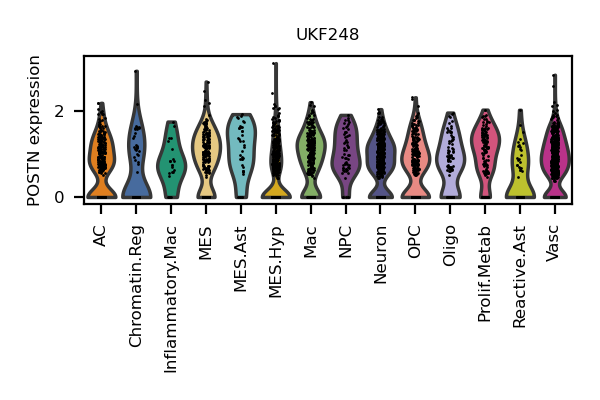 UKF248
POSTN expression
2
0
AC
Chromatin.Reg
Inflammatory.Mac
MES
MES.Ast
MES.Hyp
Mac
NPC
Neuron
OPC
Oligo
Prolif.Metab
Reactive.Ast
Vasc